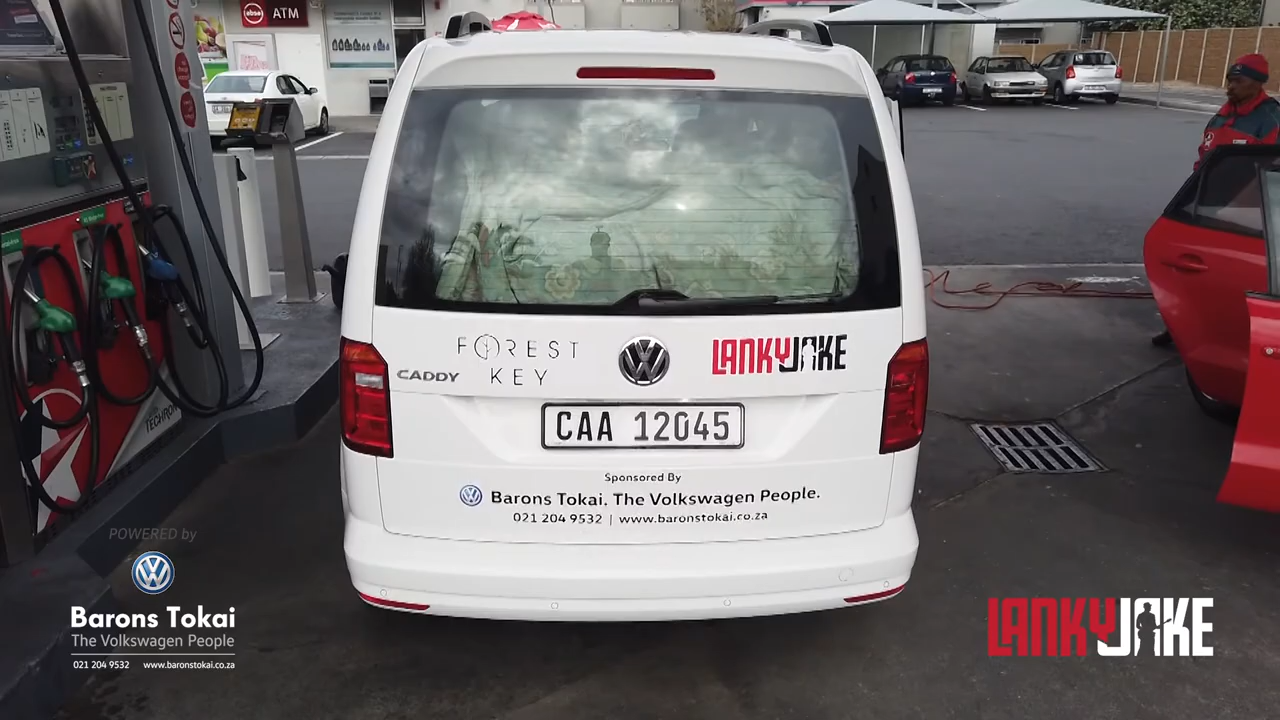 absa
ATM
FOREST
KEY
CADDY
LANKYJAKE
CAA 12045
Sponsored By
Barons Tokai. The Volkswagen People.
021 204 9532 | www.baronstokai.co.za
TECHRON
POWERED by
Barons Tokai
The Volkswagen People
021 204 9532 www.baronstokai.co.za
LANKYJAKE